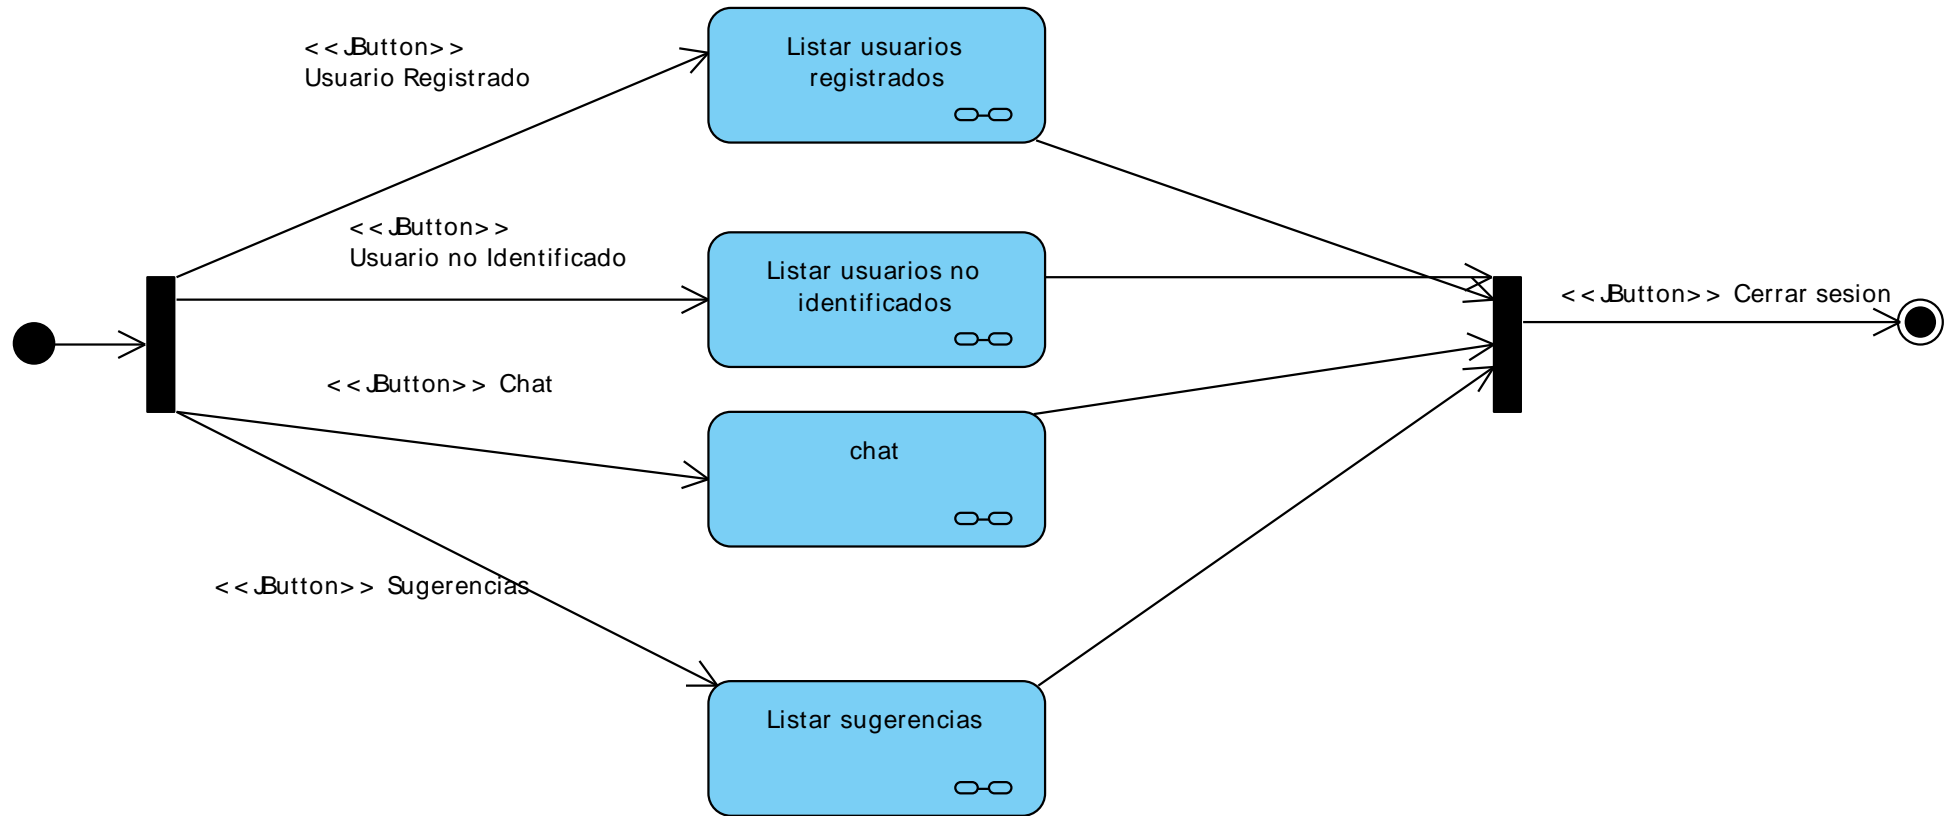 <<JButton>>
Usuario Registrado
Listar usuarios
registrados
<<JButton>>
Usuario no Identificado
Listar usuarios no
identificados
<<JButton>> Cerrar sesion
<<JButton>> Chat
chat
<<JButton>> Sugerencias
Listar sugerencias